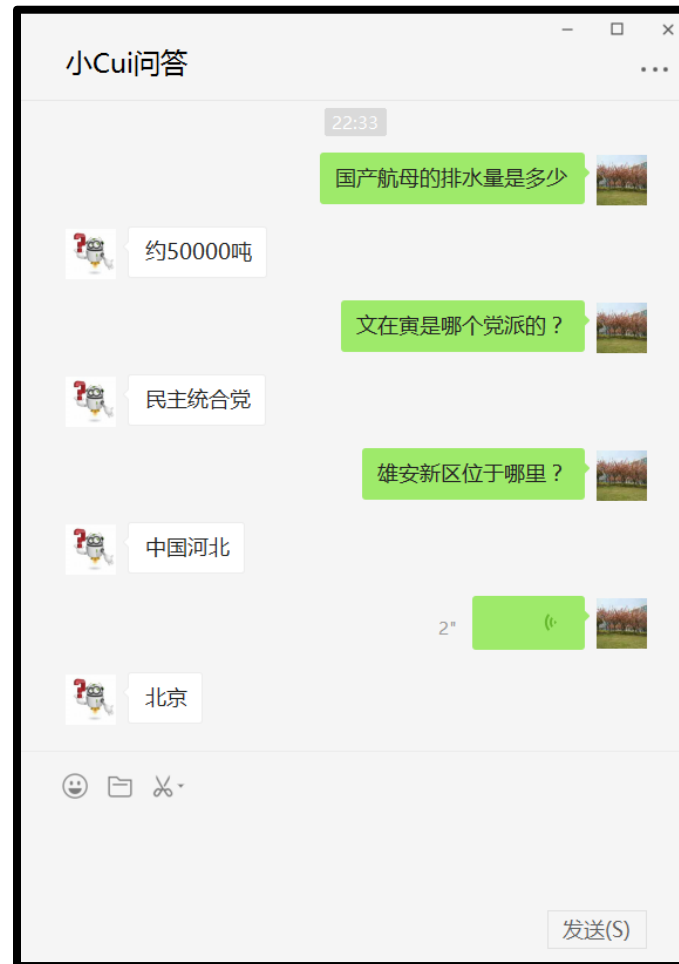 小Cui问答
22:33
国产航母的排水量是多少
约50000吨
文在寅是哪个党派的？
民主统合党
雄安新区位于哪里？
中国河北
2"
北京
发送(S)